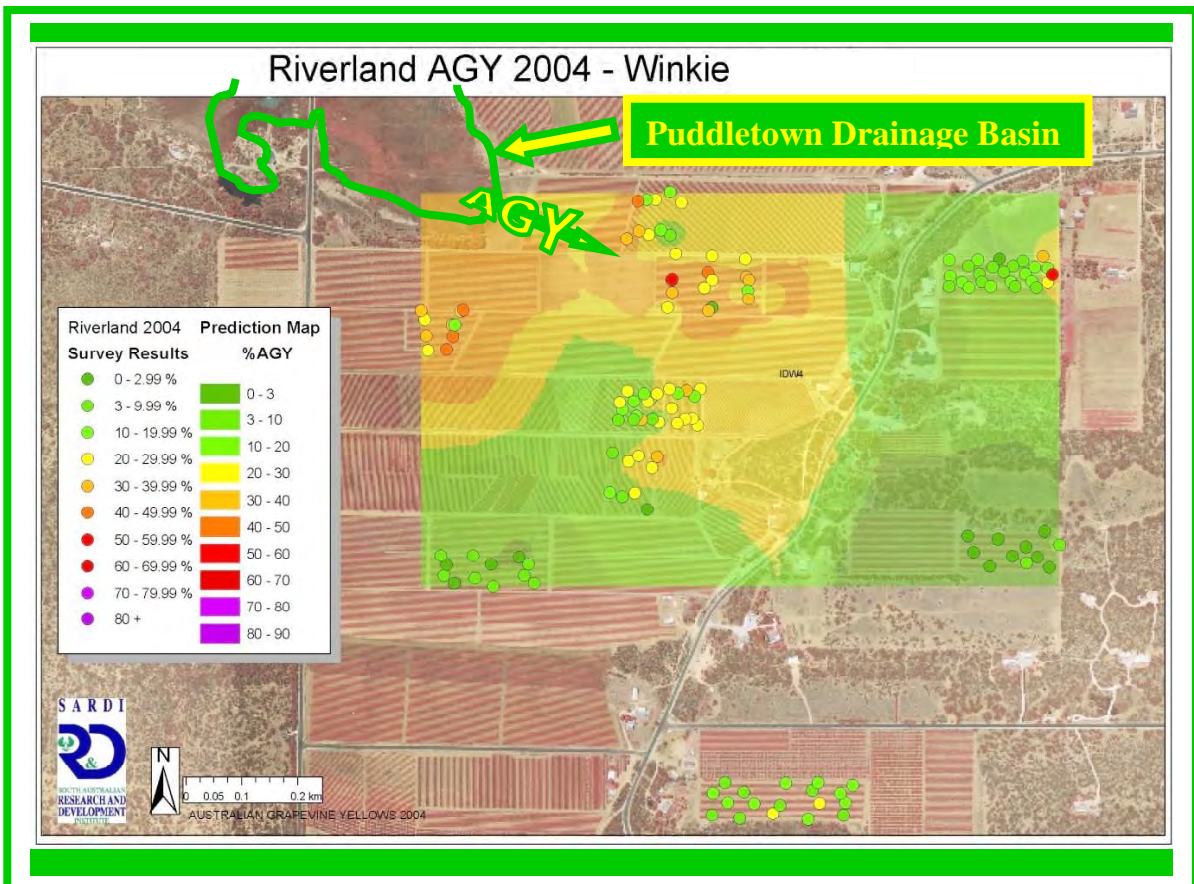 Riverland AGY 2004 - Winkie
Puddletown Drainage Basin
AGY
IDW4
Riverland 2004
Survey Results
0 - 2.99 %
3 - 9.99 %
10 - 19.99 %
20 - 29.99 %
30 - 39.99 %
40 - 49.99 %
50 - 59.99 %
60 - 69.99 %
70 - 79.99 %
80 +
Prediction Map
%AGY
0 - 3
3 - 10
10 - 20
20 - 30
30 - 40
40 - 50
50 - 60
60 - 70
70 - 80
80 - 90
SARDI
R&D
SOUTH AUSTRALIAN
RESEARCH AND
DEVELOPMENT
INSTITUTE
N
0 0.05 0.1 0.2 km
AUSTRALIAN GRAPEVINE YELLOWS 2004